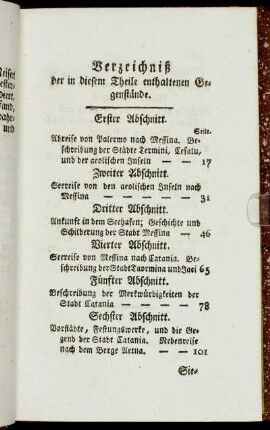 Verzeichniß
der in diesem Theile enthaltenen Ge-
genstände.
Erster Abschnitt.
Seite.
Abreise von Palermo nach Messina. Be-
schreibung der Städte Termini, Cefalu,
und der aeolischen Inseln — — 17
Zweiter Abschnitt.
Seereise von den aeolischen Inseln nach
Messina — — — — 31
Dritter Abschnitt.
Ankunft in dem Seehafen; Geschichte und
Schilderung der Stadt Messina — 46
Vierter Abschnitt.
Seereise von Messina nach Catania. Be-
schreibung der Stadt Taormina und Jaci 65
Fünfter Abschnitt.
Beschreibung der Merkwürdigkeiten der
Stadt Catania — — — — 78
Sechster Abschnitt.
Vorstädte, Festungswerke, und die Ge-
gend der Stadt Catania. Nebenreise
nach dem Berge Aetna. — — 101
Sie-